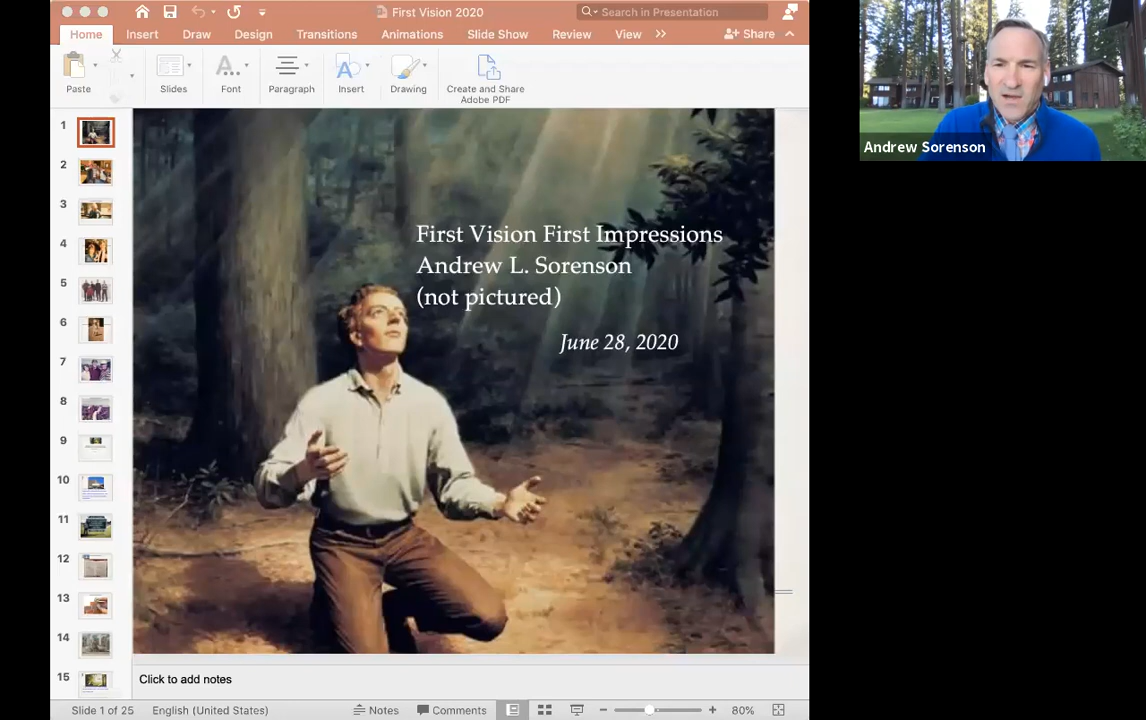 First Vision 2020
Search in Presentation
Home Insert Draw Design Transitions Animations Slide Show Review View >> Share
Paste Slides Font Paragraph Insert Drawing Create and Share
Adobe PDF
First Vision First Impressions
Andrew L. Sorenson
(not pictured)
June 28, 2020
1
2
3
4
5
6
7
8
9
10
11
12
13
14
15
Click to add notes
Slide 1 of 25 English (United States) Notes Comments 80%
Andrew Sorenson